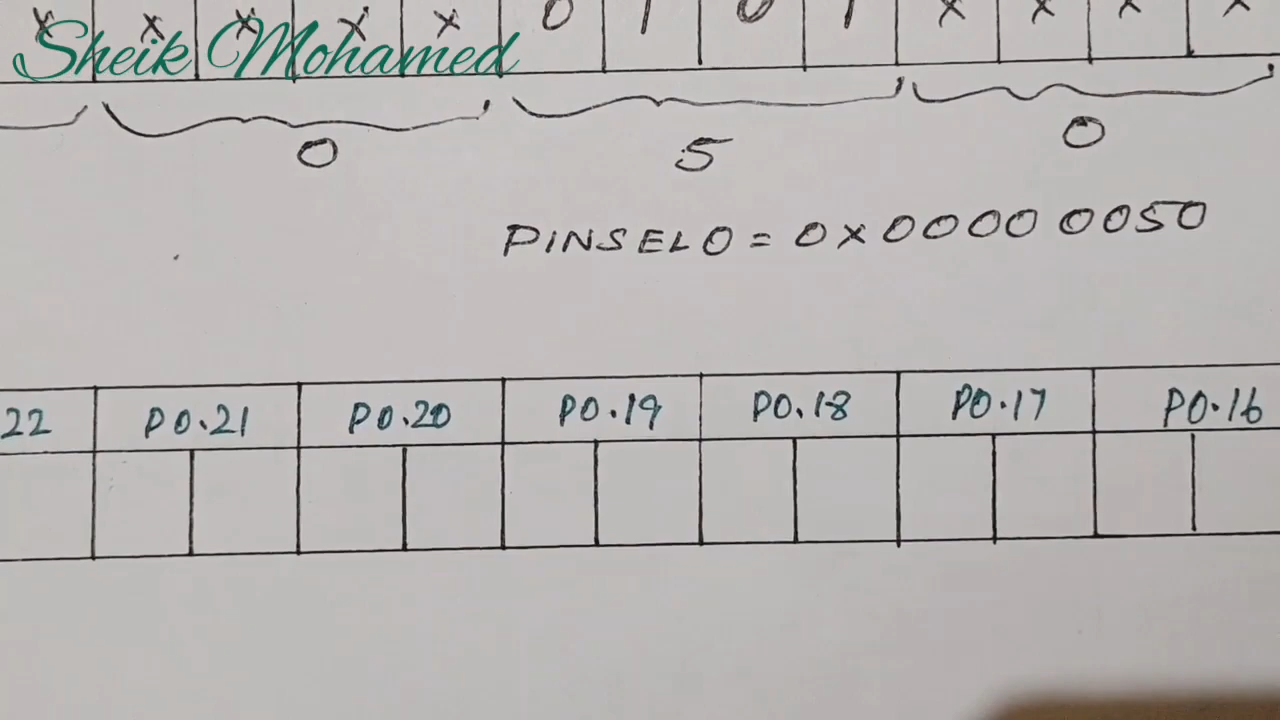 x x x x x 0 1 0 1 x x x x
Sheik Mohamed
0 5 0
PINSEL0 = 0x0000 0050
22 P0.21 P0.20 P0.19 P0.18 P0.17 P0.16